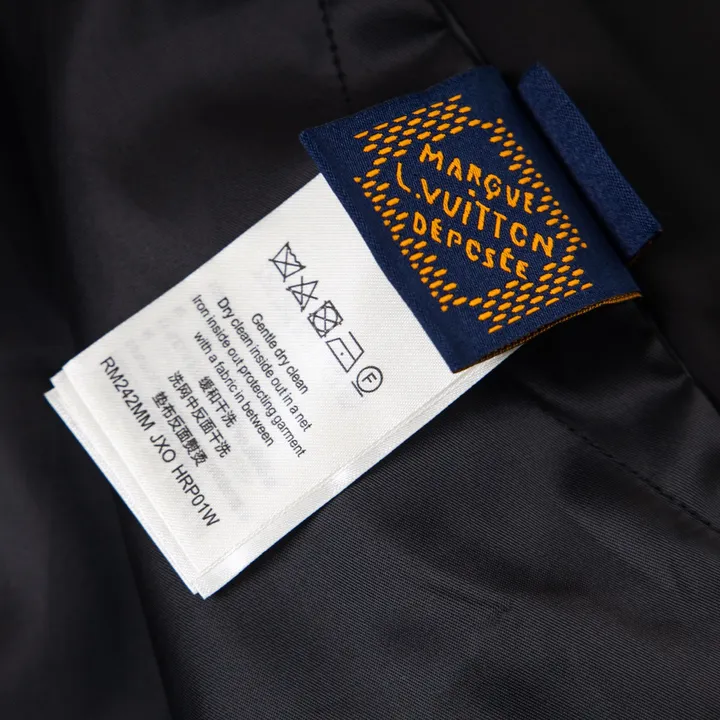 MARQUE
L.VUITTON
DÉPOSÉE
F
Gentle dry clean
Dry clean inside out in a net
Iron inside out protecting garment
with a fabric in between
缓和干洗
洗网中反面干洗
垫布反面熨烫
RM242MM JXO HRP01W